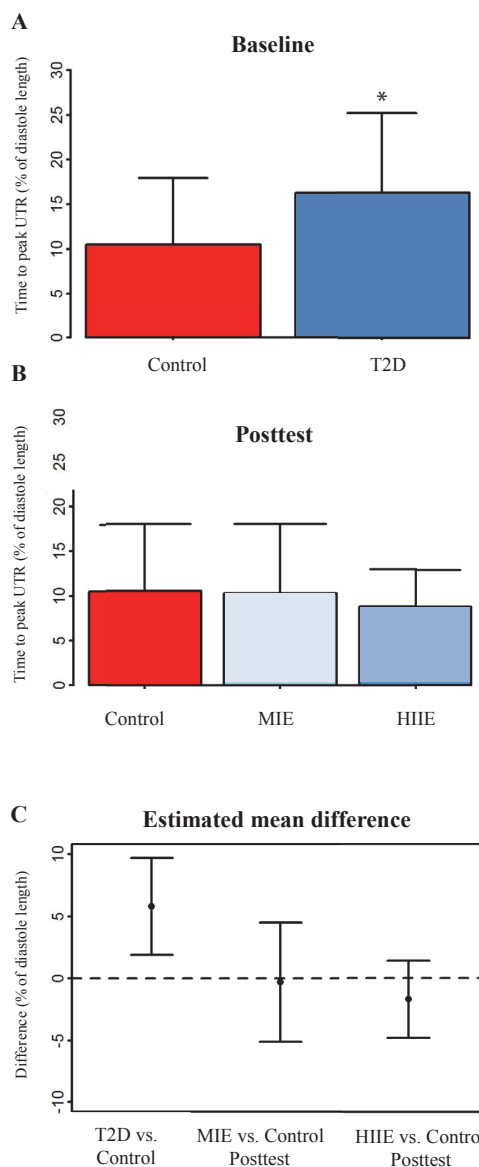 A
Baseline
Time to peak UTR (% of diastole length)
30
25
20
15
10
5
0
*
Control T2D
B
Posttest
Time to peak UTR (% of diastole length)
30
25
20
15
10
5
0
Control MIE HIIE
C
Estimated mean difference
Difference (% of diastole length)
10
5
0
-5
-10
T2D vs. MIE vs. Control HIIE vs. Contro
Control Posttest Posttest